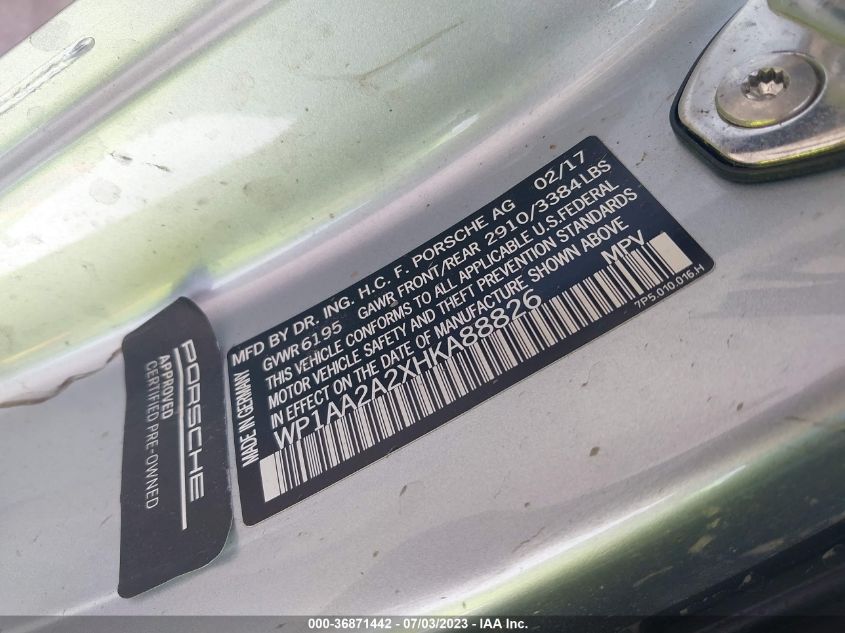 MFD BY DR. ING. H.C. F. PORSCHE AG 02/17
GVWR 6195 GAWR FRONT/REAR 2910/3384 LBS
THIS VEHICLE CONFORMS TO ALL APPLICABLE U.S.FEDERAL
MOTOR VEHICLE SAFETY AND THEFT PREVENTION STANDARDS
IN EFFECT ON THE DATE OF MANUFACTURE SHOWN ABOVE
WP1AA2A2XHKA88826 MPV
MADE IN GERMANY
7P5.010.016.H
PORSCHE
APPROVED
CERTIFIED PRE-OWNED
000-36871442 - 07/03/2023 - IAA Inc.